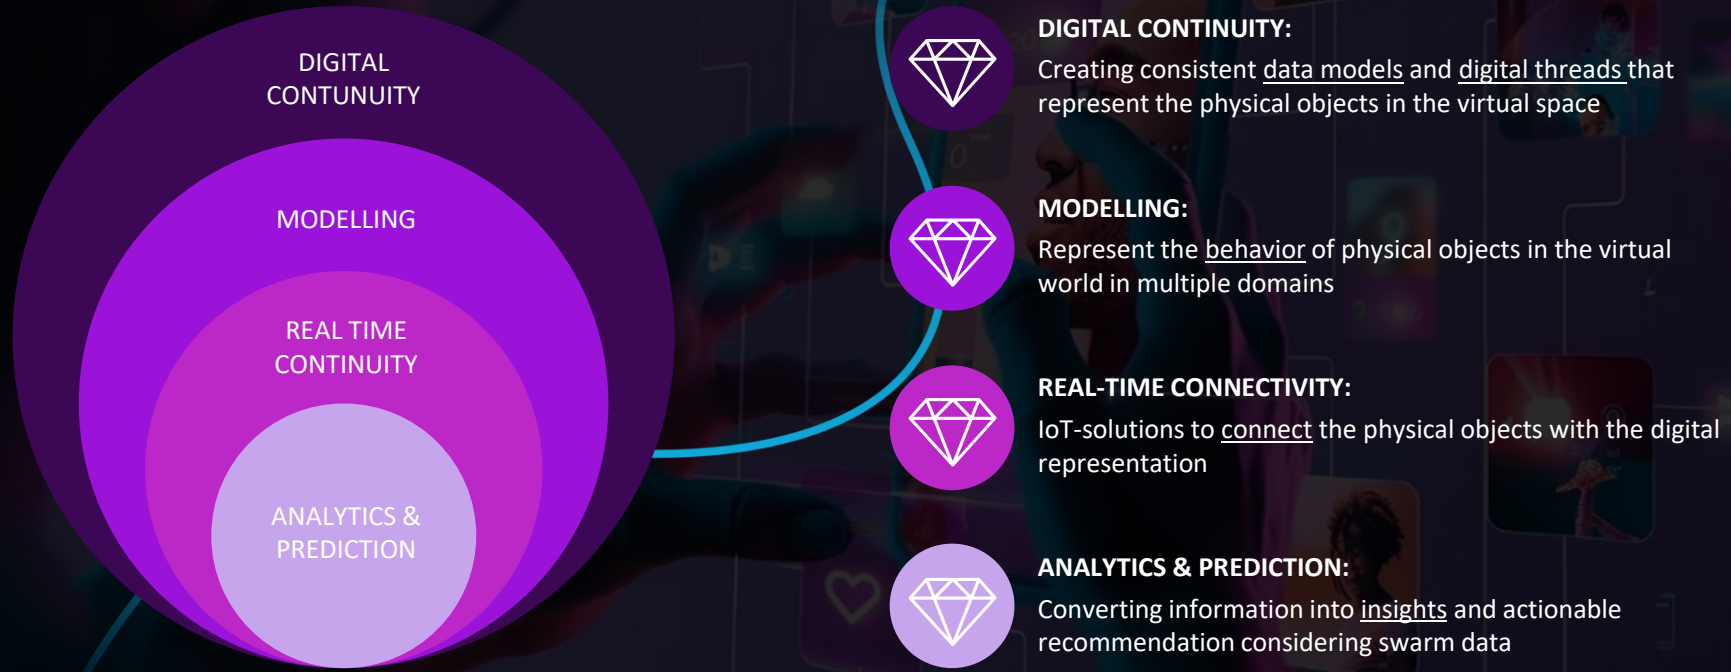 DIGITAL
CONTUNUITY
MODELLING
REAL TIME
CONTINUITY
ANALYTICS &
PREDICTION
DIGITAL CONTINUITY:
Creating consistent data models and digital threads that
represent the physical objects in the virtual space
MODELLING:
Represent the behavior of physical objects in the virtual
world in multiple domains
REAL-TIME CONNECTIVITY:
IoT-solutions to connect the physical objects with the digital
representation
ANALYTICS & PREDICTION:
Converting information into insights and actionable
recommendation considering swarm data